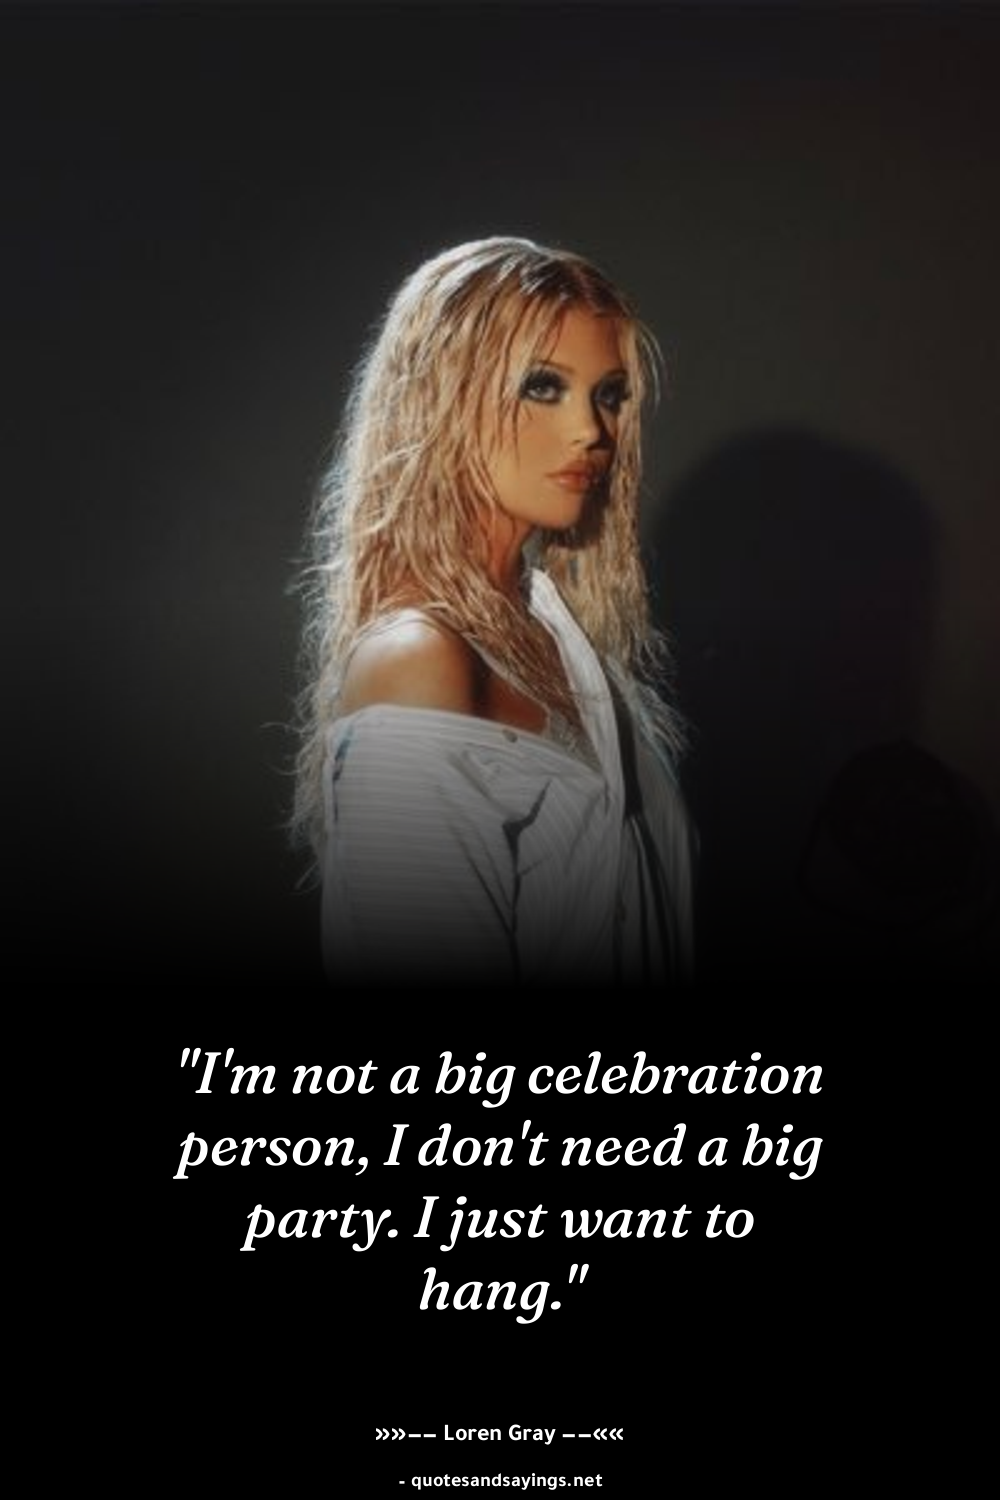 "I'm not a big celebration
person, I don't need a big
party. I just want to
hang."
»»–– Loren Gray ––««
- quotesandsayings.net